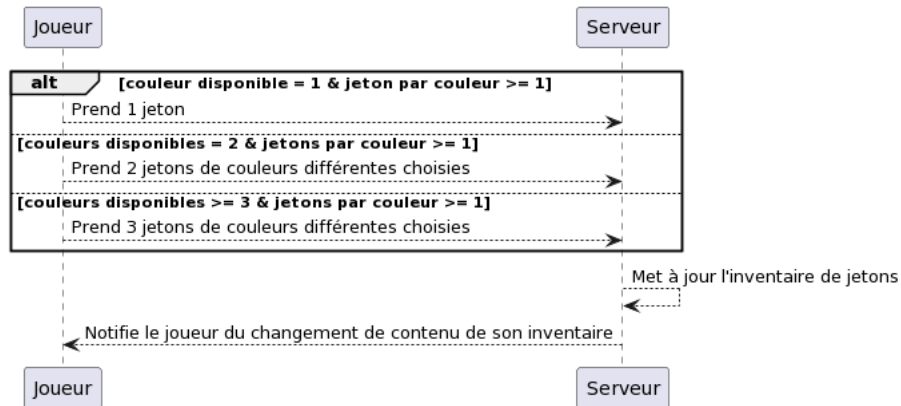 Joueur Serveur
alt [couleur disponible = 1 & jeton par couleur >= 1]
Prend 1 jeton
[couleurs disponibles = 2 & jetons par couleur >= 1]
Prend 2 jetons de couleurs différentes choisies
[couleurs disponibles >= 3 & jetons par couleur >= 1]
Prend 3 jetons de couleurs différentes choisies
Met à jour l'inventaire de jetons
Notifie le joueur du changement de contenu de son inventaire
Joueur Serveur